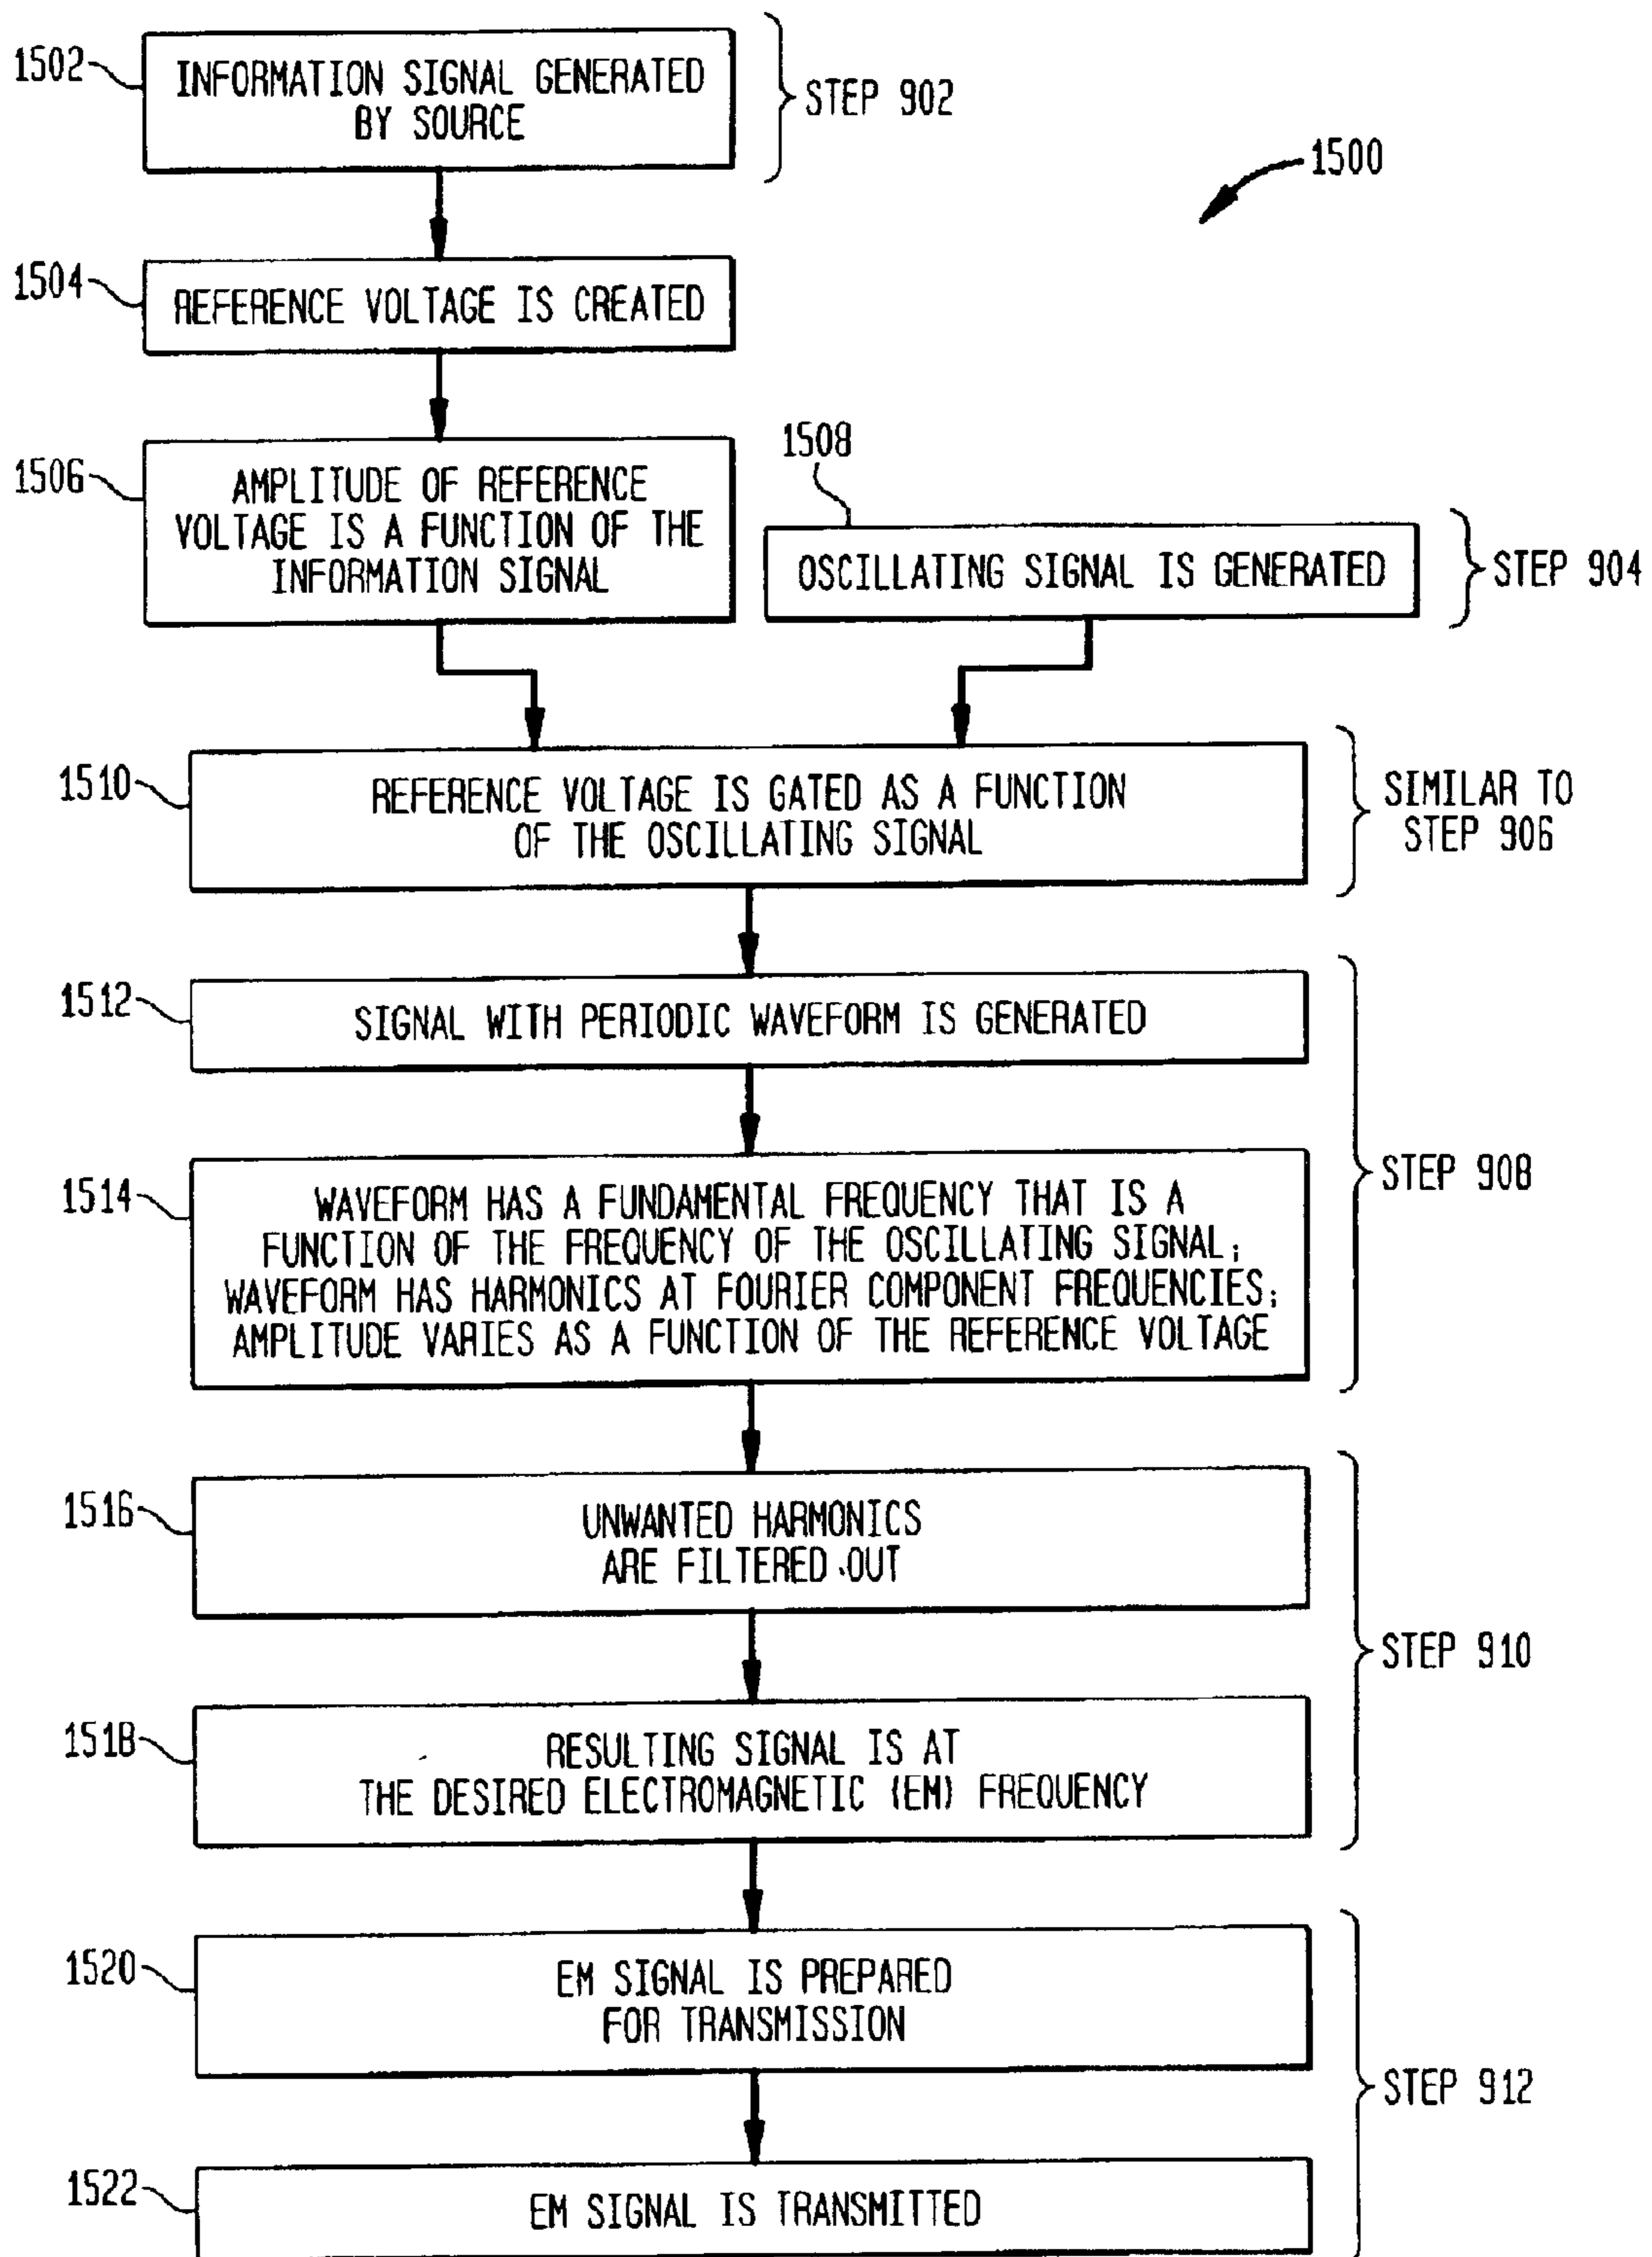 1502
INFORMATION SIGNAL GENERATED
BY SOURCE
STEP 902
1500
1504
REFERENCE VOLTAGE IS CREATED
1506
AMPLITUDE OF REFERENCE
VOLTAGE IS A FUNCTION OF THE
INFORMATION SIGNAL
1508
OSCILLATING SIGNAL IS GENERATED
STEP 904
1510
REFERENCE VOLTAGE IS GATED AS A FUNCTION
OF THE OSCILLATING SIGNAL
SIMILAR TO
STEP 906
1512
SIGNAL WITH PERIODIC WAVEFORM IS GENERATED
1514
WAVEFORM HAS A FUNDAMENTAL FREQUENCY THAT IS A
FUNCTION OF THE FREQUENCY OF THE OSCILLATING SIGNAL;
WAVEFORM HAS HARMONICS AT FOURIER COMPONENT FREQUENCIES;
AMPLITUDE VARIES AS A FUNCTION OF THE REFERENCE VOLTAGE
STEP 908
1516
UNWANTED HARMONICS
ARE FILTERED OUT
1518
RESULTING SIGNAL IS AT
THE DESIRED ELECTROMAGNETIC (EM) FREQUENCY
STEP 910
1520
EM SIGNAL IS PREPARED
FOR TRANSMISSION
STEP 912
1522
EM SIGNAL IS TRANSMITTED